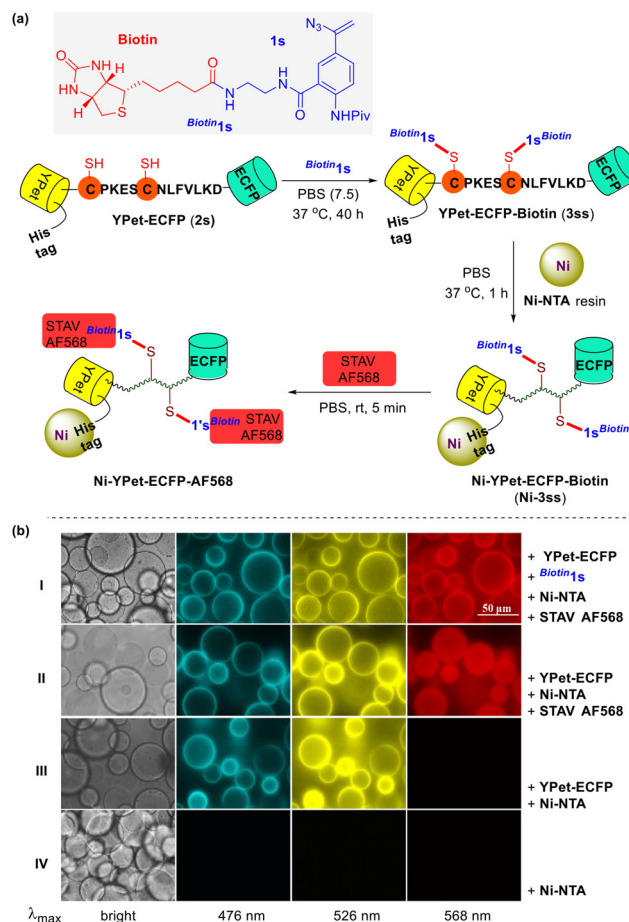 (a)
Biotin
1s
N3
O
HN
NH
H
H
S
O
N
H
H
N
O
NHPiv
Biotin1s
SH
SH
YPet
C PKES C NLFVLKD
ECFP
His
tag
YPet-ECFP (2s)
Biotin1s
PBS (7.5)
37 °C, 40 h
Biotin1s
1sBiotin
S
S
YPet
C PKES C NLFVLKD
ECFP
His
tag
YPet-ECFP-Biotin (3ss)
PBS
37 °C, 1 h
Ni
Ni-NTA resin
STAV
AF568
Biotin1s
S
ECFP
YPet
S
1'sBiotin
STAV
AF568
Ni
His
tag
Ni-YPet-ECFP-AF568
STAV
AF568
PBS, rt, 5 min
Biotin1s
S
ECFP
YPet
S
1sBiotin
Ni
His
tag
Ni-YPet-ECFP-Biotin
(Ni-3ss)
(b)
I
50 µm
+ YPet-ECFP
+ Biotin1s
+ Ni-NTA
+ STAV AF568
II
+ YPet-ECFP
+ Ni-NTA
+ STAV AF568
III
+ YPet-ECFP
+ Ni-NTA
IV
+ Ni-NTA
λmax bright 476 nm 526 nm 568 nm